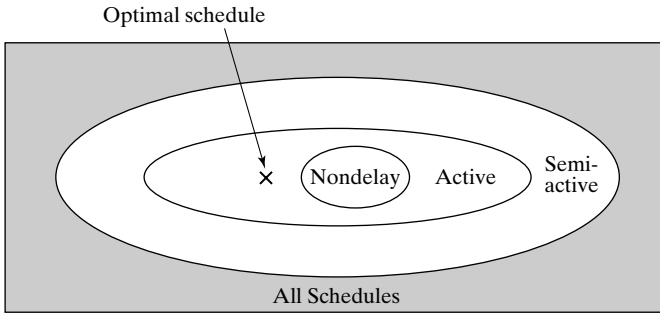 Optimal schedule
Nondelay
Active
Semi-
active
All Schedules